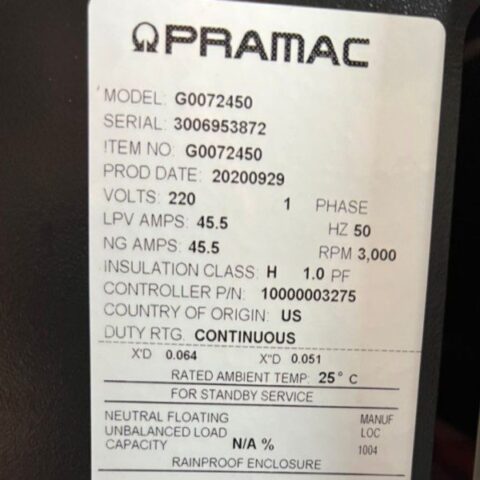 PRAMAC
MODEL: G0072450
SERIAL: 3006953872
ITEM NO: G0072450
PROD DATE: 20200929
VOLTS: 220 1 PHASE
LPV AMPS: 45.5 HZ 50
NG AMPS: 45.5 RPM 3,000
INSULATION CLASS: H 1.0 PF
CONTROLLER P/N: 10000003275
COUNTRY OF ORIGIN: US
DUTY RTG: CONTINUOUS
X'D 0.064 X"D 0.051
RATED AMBIENT TEMP: 25° C
FOR STANDBY SERVICE
NEUTRAL FLOATING MANUF
UNBALANCED LOAD LOC
CAPACITY N/A % 1004
RAINPROOF ENCLOSURE